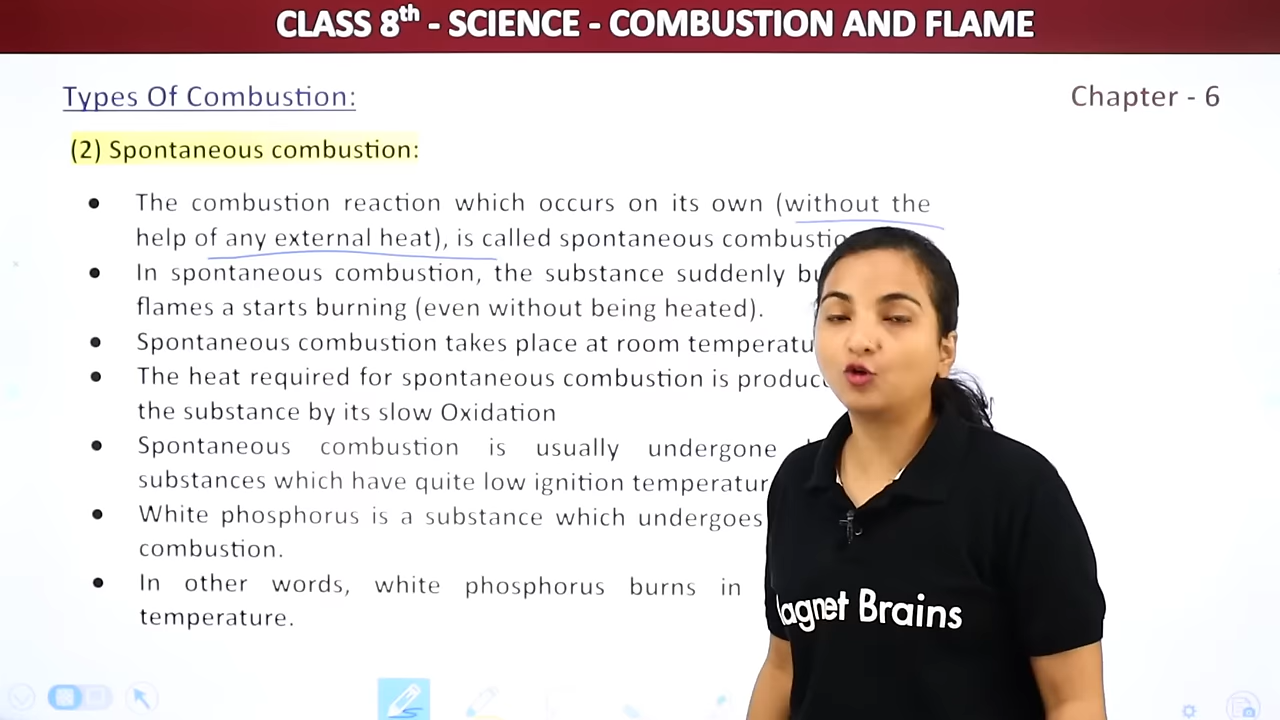 CLASS 8th - SCIENCE - COMBUSTION AND FLAME
Types Of Combustion:
Chapter - 6
(2) Spontaneous combustion:
• The combustion reaction which occurs on its own (without the
help of any external heat), is called spontaneous
• In spontaneous combustion, the substance suddenly
flames a starts burning (even without being heated).
• Spontaneous combustion takes place at room
• The heat required for spontaneous combustion is
the substance by its slow Oxidation
• Spontaneous combustion is usually undergone
substances which have quite low ignition
• White phosphorus is a substance which undergoes
combustion.
• In other words, white phosphorus burns in
temperature.
Brains